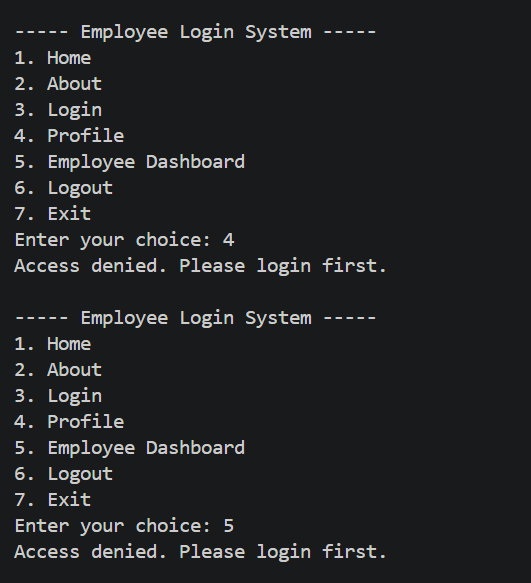 ----- Employee Login System -----
1. Home
2. About
3. Login
4. Profile
5. Employee Dashboard
6. Logout
7. Exit
Enter your choice: 4
Access denied. Please login first.

----- Employee Login System -----
1. Home
2. About
3. Login
4. Profile
5. Employee Dashboard
6. Logout
7. Exit
Enter your choice: 5
Access denied. Please login first.